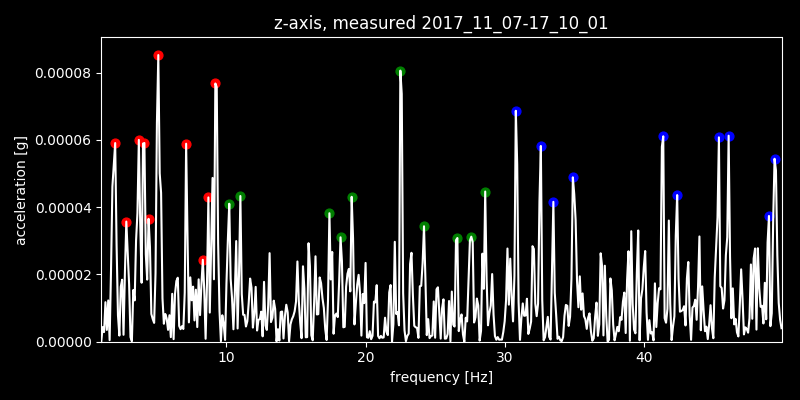 z-axis, measured 2017_11_07-17_10_01
0.00008
0.00006
0.00004
0.00002
0.00000
acceleration [g]
10 20 30 40
frequency [Hz]